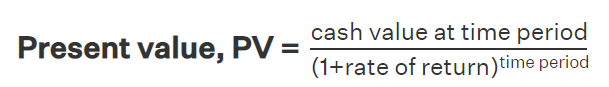 Present value, PV = cash value at time period
(1+rate of return)time period